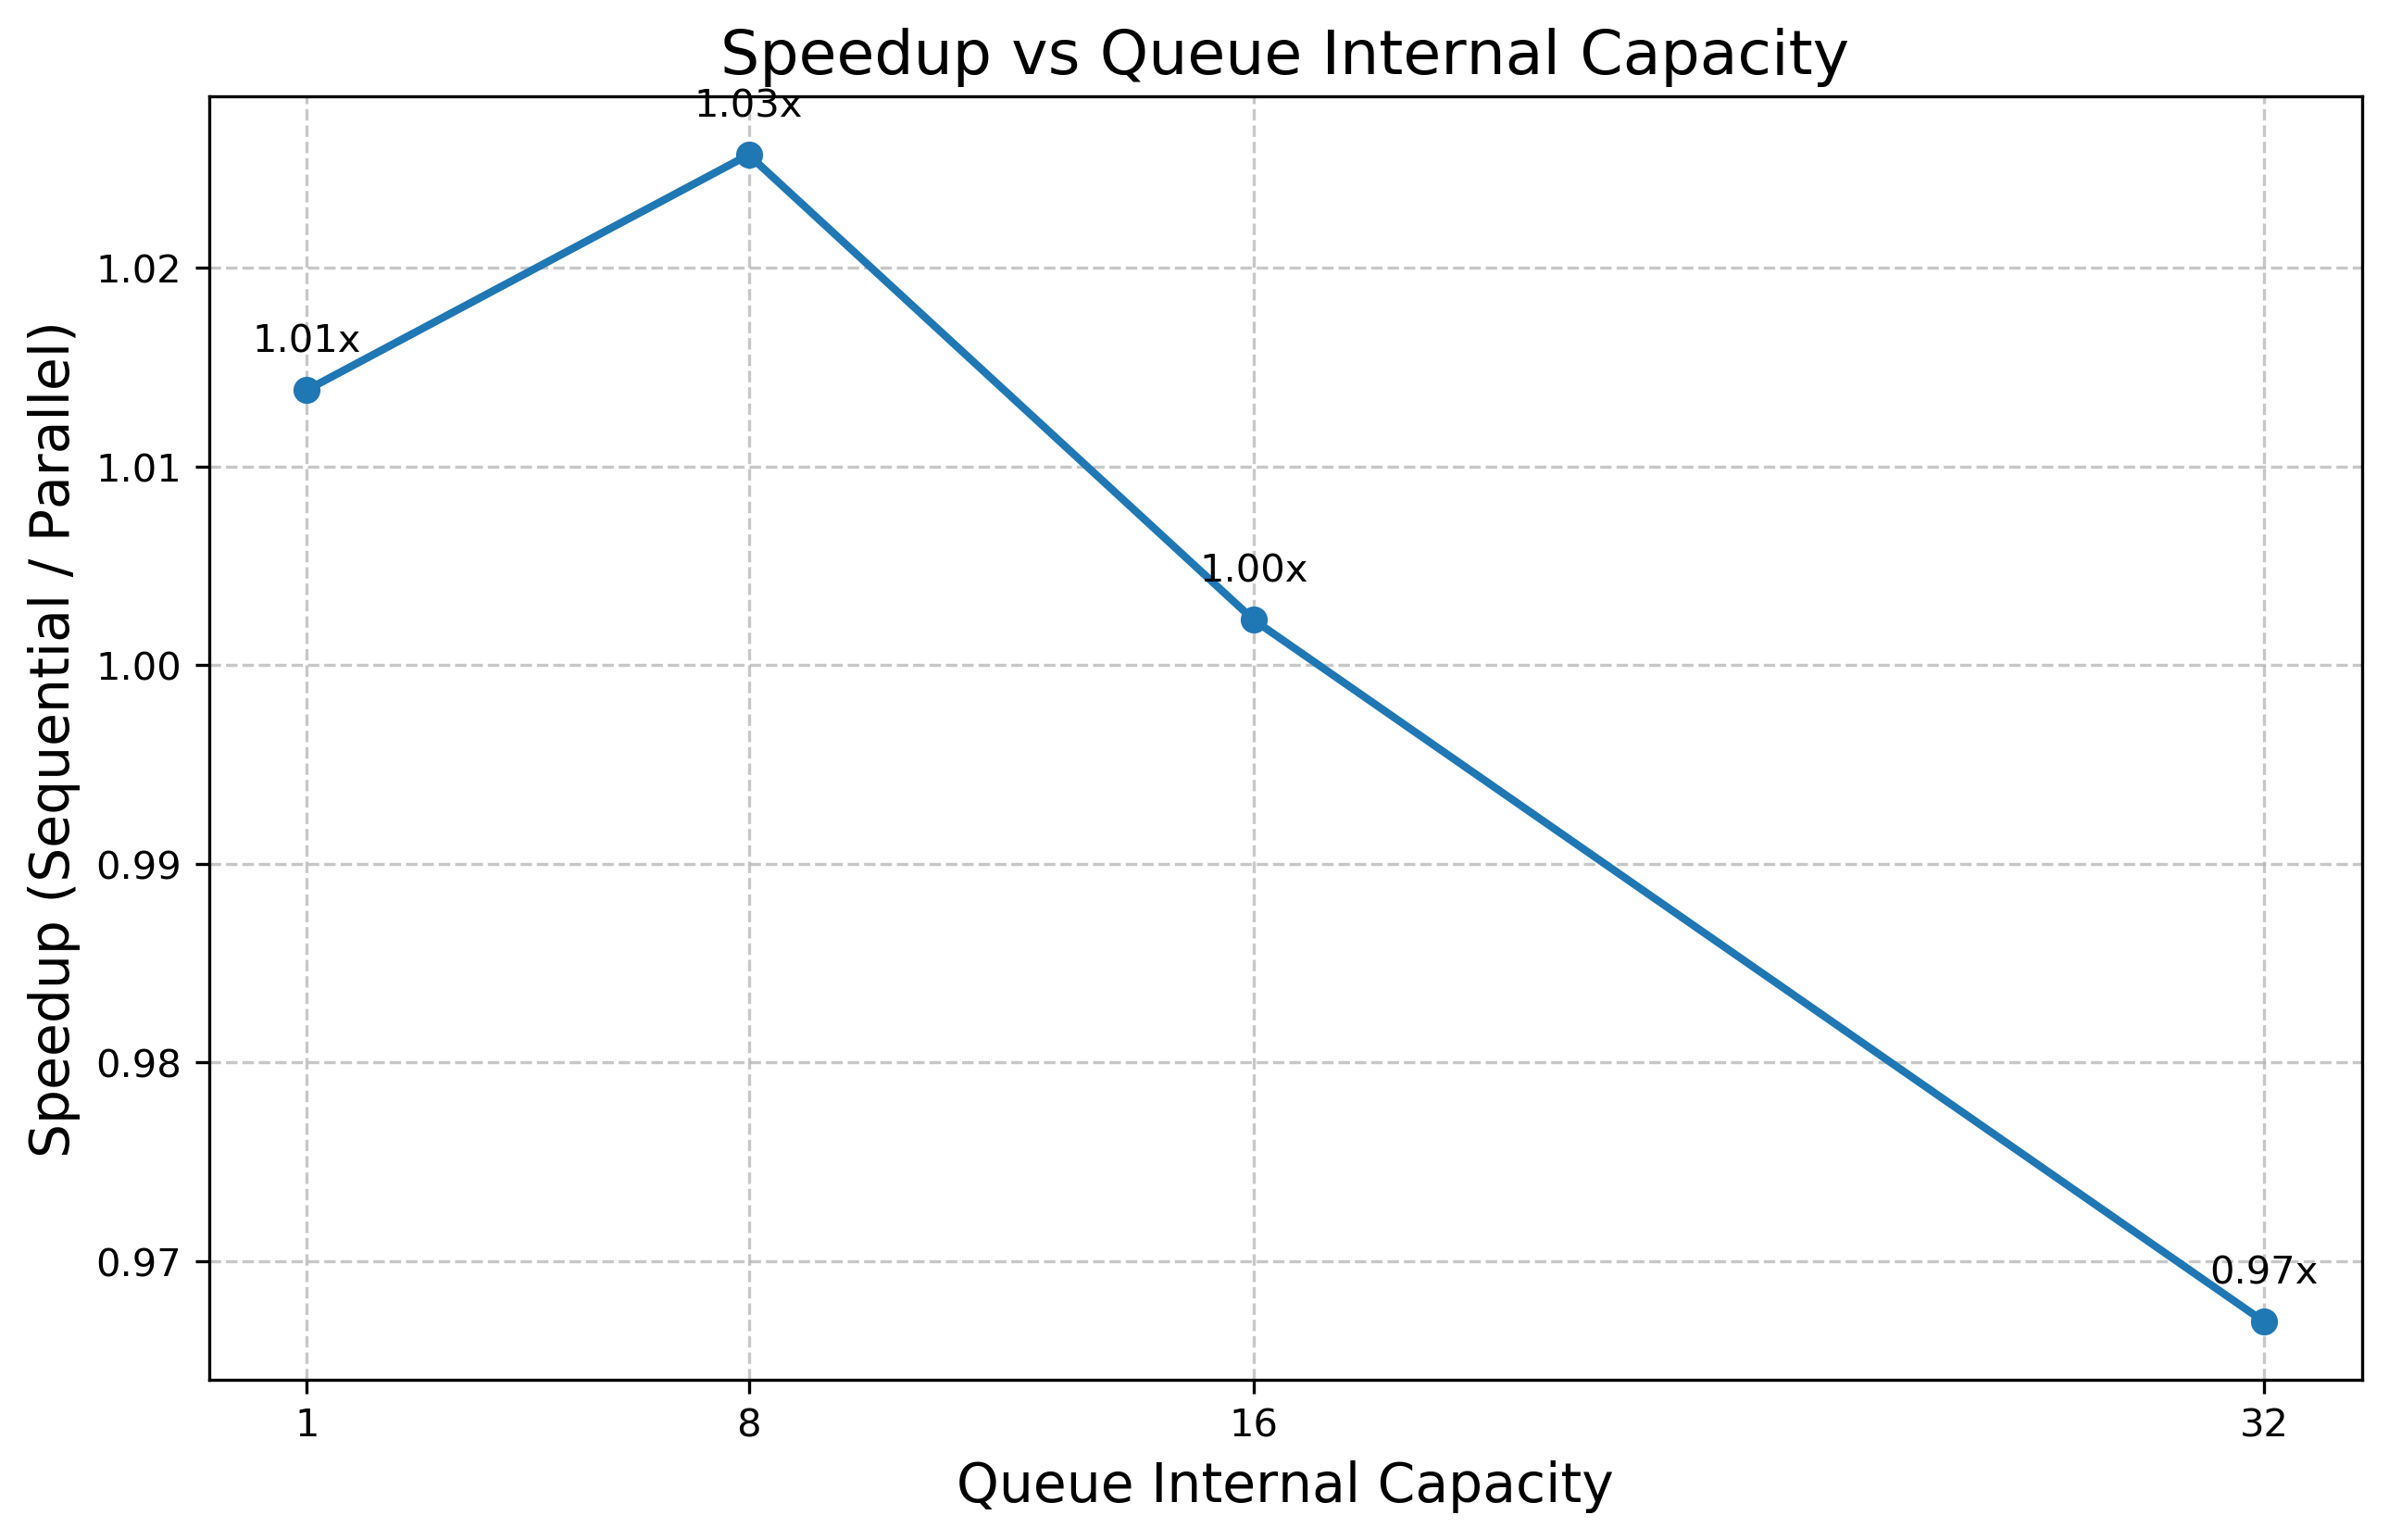 Speedup vs Queue Internal Capacity
1.03x
1.02
1.01x
1.01
1.00x
1.00
0.99
0.98
0.97
0.97x
Speedup (Sequential / Parallel)
1 8 16 32
Queue Internal Capacity